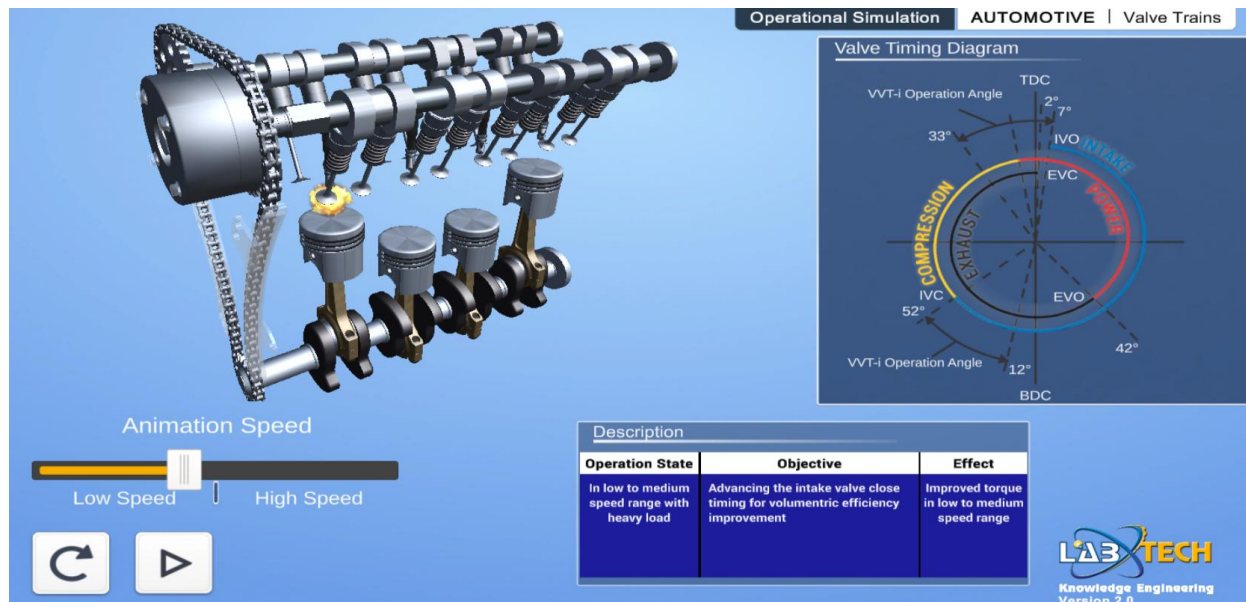 Operational Simulation
AUTOMOTIVE | Valve Trains
Valve Timing Diagram
TDC
VVT-i Operation Angle
2°
7°
33°
IVO
INTAKE
EVC
POWER
COMPRESSION
EXHAUST
IVC
EVO
52°
42°
VVT-i Operation Angle
12°
BDC
Animation Speed
Low Speed
High Speed
Description
Operation State
Objective
Effect
In low to medium
speed range with
heavy load
Advancing the intake valve close
timing for volumentric efficiency
improvement
Improved torque
in low to medium
speed range
LABTECH
Knowledge Engineering
Version 2.0